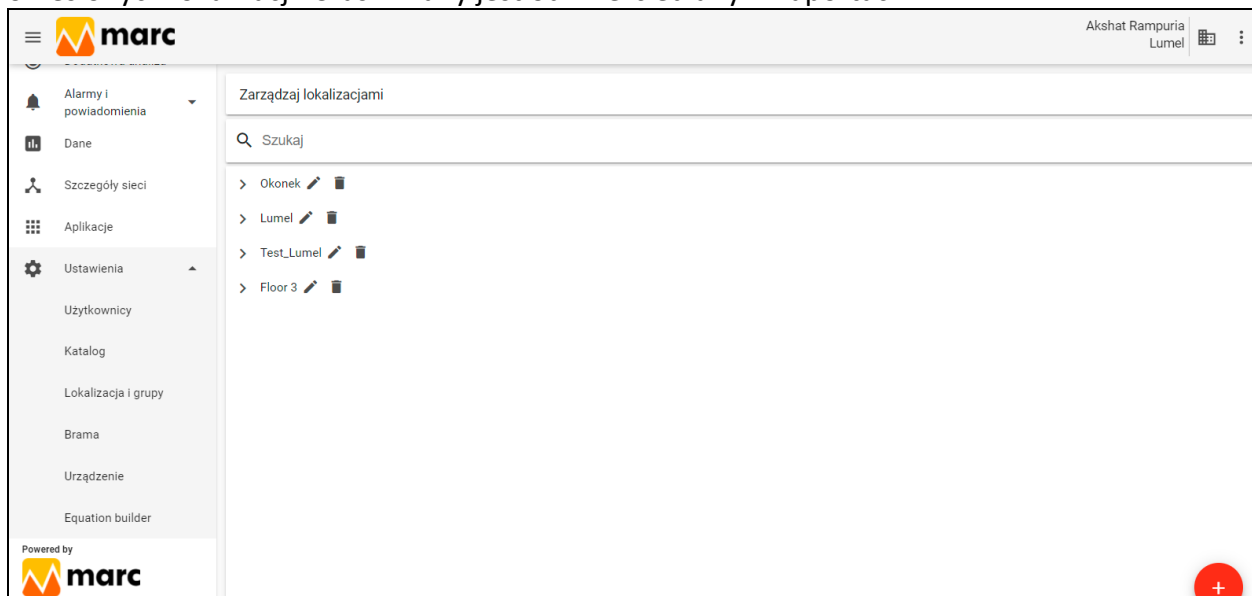 marc
Akshat Rampuria
Lumel
Alarmy i
powiadomienia
Dane
Szczegóły sieci
Aplikacje
Ustawienia
Użytkownicy
Katalog
Lokalizacja i grupy
Brama
Urządzenie
Equation builder
Powered by
marc
Zarządzaj lokalizacjami
Szukaj
Okonek
Lumel
Test_Lumel
Floor 3